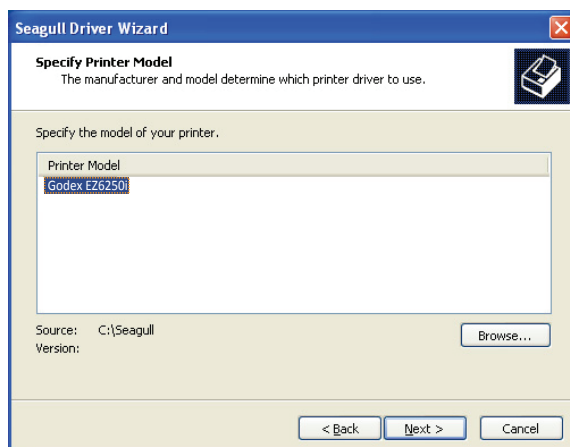 Seagull Driver Wizard
Specify Printer Model
The manufacturer and model determine which printer driver to use.
Specify the model of your printer.
Printer Model
Godex EZ6250i
Source: C:\Seagull
Version:
Browse...
< Back Next > Cancel